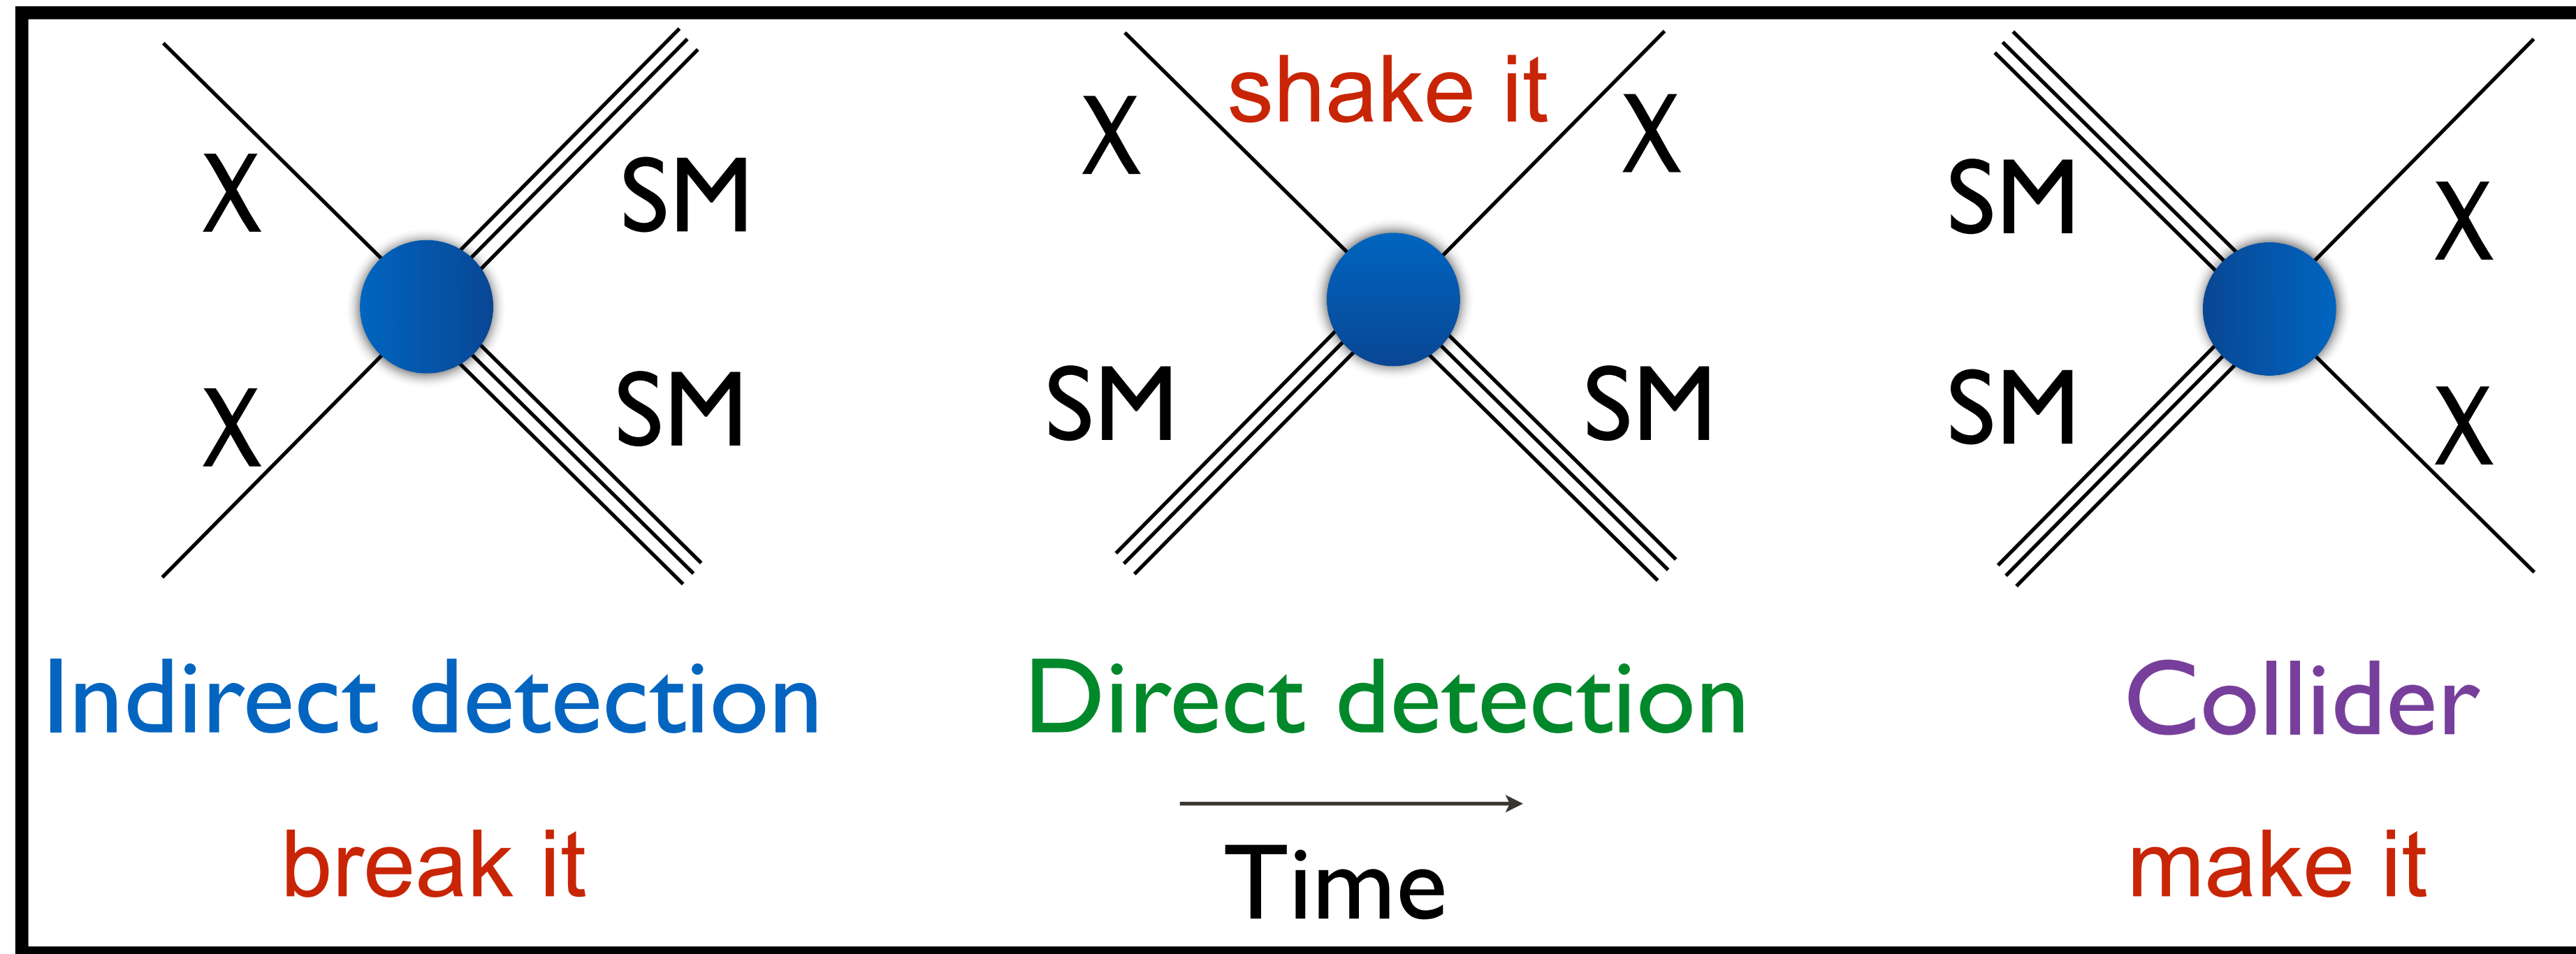 X
SM
X
SM
Indirect detection
break it
shake it
X
X
SM
SM
Direct detection
Time
SM
X
SM
X
Collider
make it